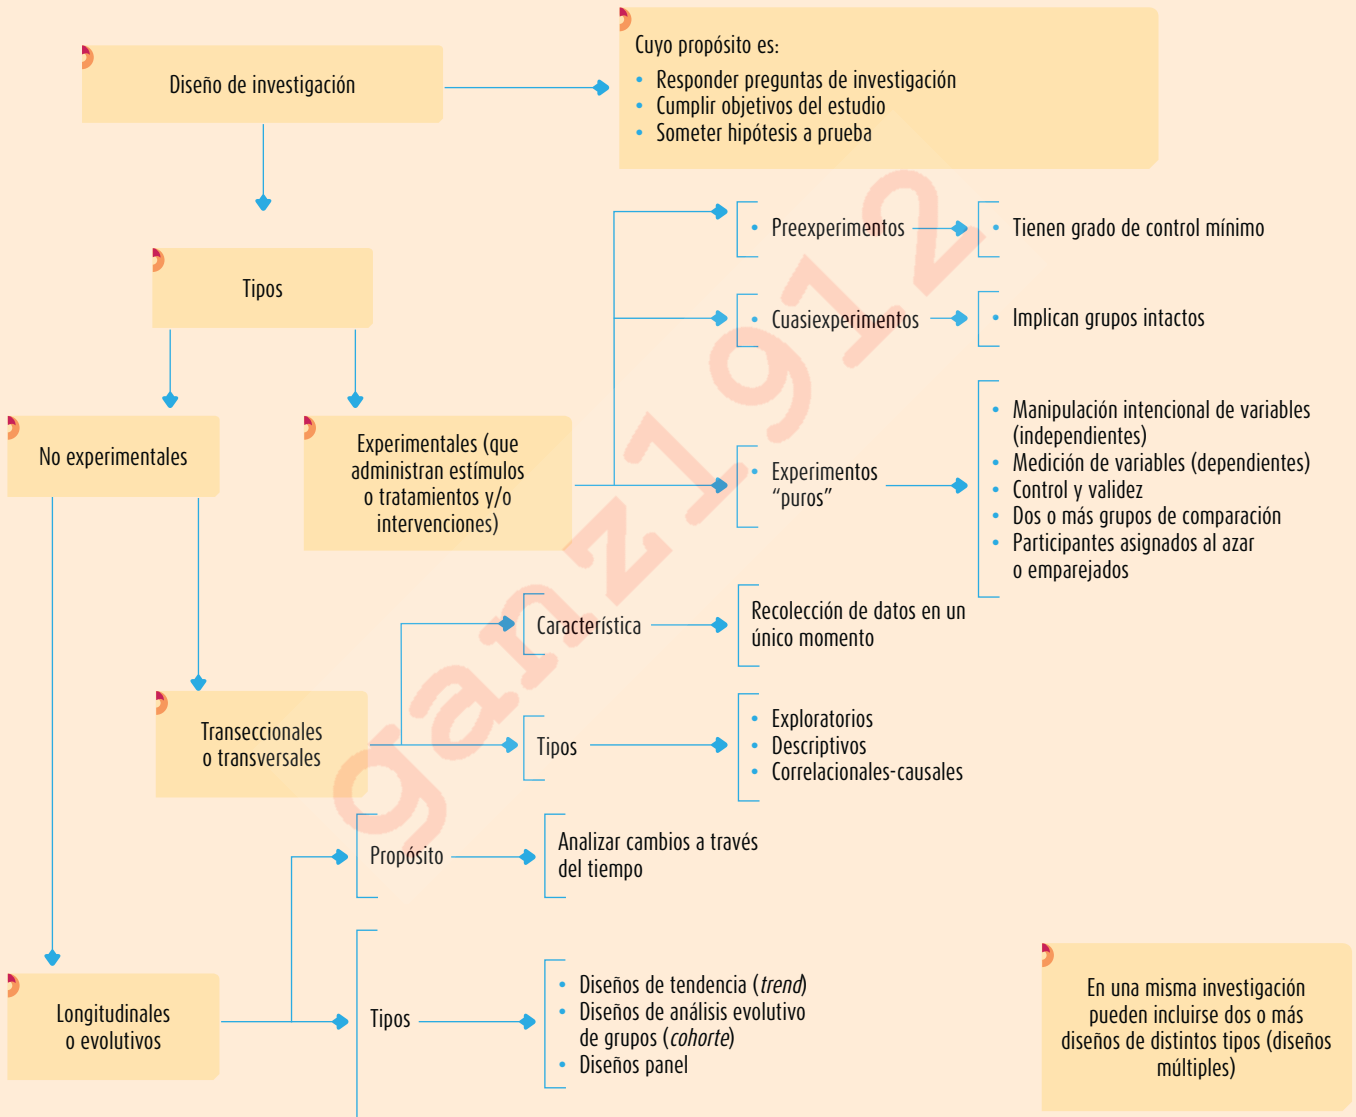 Diseño de investigación
Cuyo propósito es:
• Responder preguntas de investigación
• Cumplir objetivos del estudio
• Someter hipótesis a prueba
Tipos
• Preexperimentos
• Tienen grado de control mínimo
• Cuasiexperimentos
• Implican grupos intactos
No experimentales
Experimentales (que
administran estímulos
o tratamientos y/o
intervenciones)
• Experimentos
“puros”
• Manipulación intencional de variables
(independientes)
• Medición de variables (dependientes)
• Control y validez
• Dos o más grupos de comparación
• Participantes asignados al azar
o emparejados
Característica
Recolección de datos en un
único momento
Transeccionales
o transversales
Tipos
• Exploratorios
• Descriptivos
• Correlacionales-causales
Propósito
Analizar cambios a través
del tiempo
Longitudinales
o evolutivos
Tipos
• Diseños de tendencia (trend)
• Diseños de análisis evolutivo
de grupos (cohorte)
• Diseños panel
En una misma investigación
pueden incluirse dos o más
diseños de distintos tipos (diseños
múltiples)
ganz1912